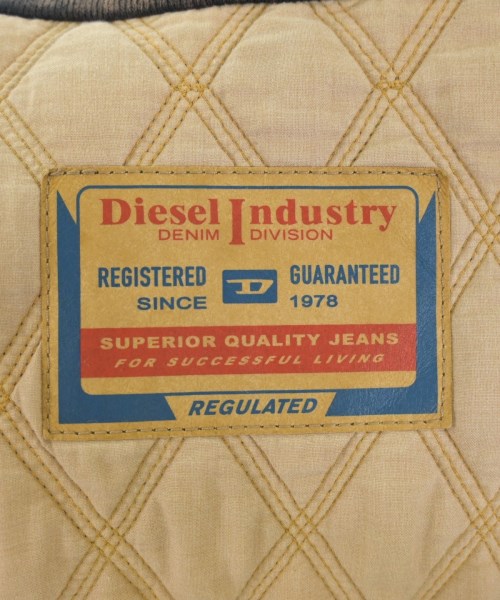 Diesel Industry
DENIM DIVISION
REGISTERED D GUARANTEED
SINCE 1978
SUPERIOR QUALITY JEANS
FOR SUCCESSFUL LIVING
REGULATED